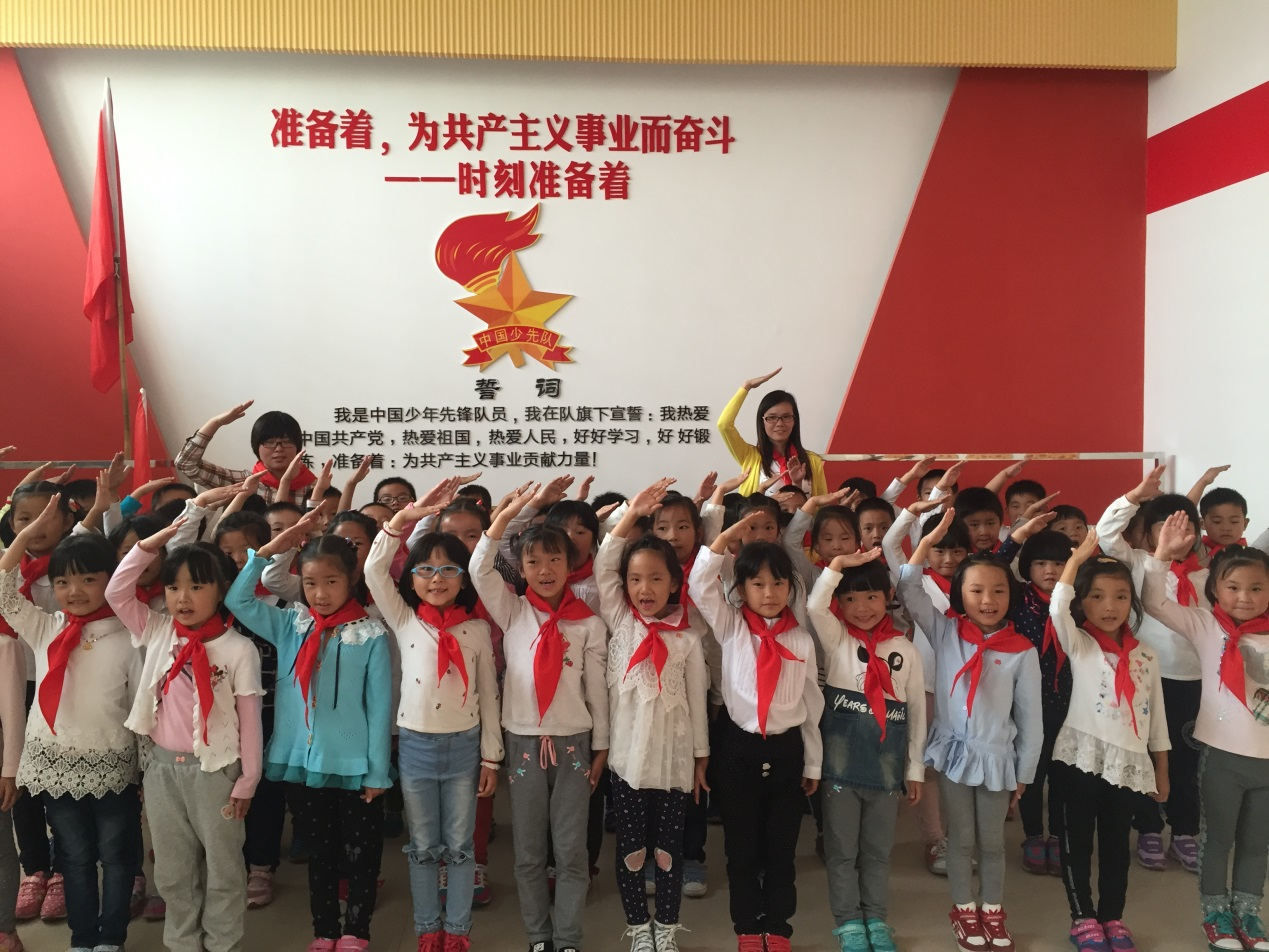 准备着，为共产主义事业而奋斗
——时刻准备着
中国少先队
誓 词
我是中国少年先锋队员，我在队旗下宣誓：我热爱
中国共产党，热爱祖国，热爱人民，好好学习，好 好锻
炼，准备着：为共产主义事业贡献力量！
YEARS OF
MAGIC